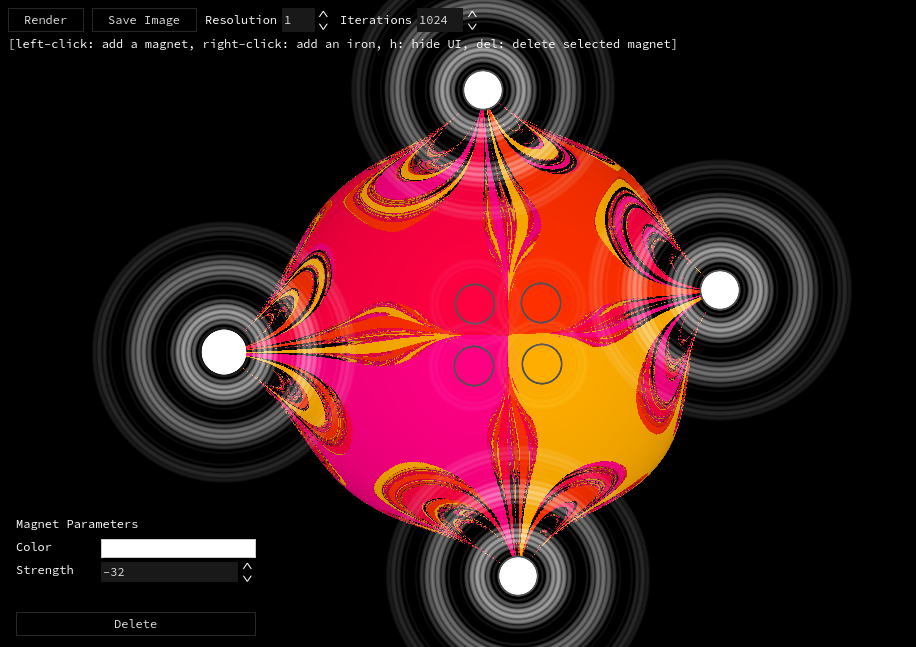 Render Save Image Resolution 1 Iterations 1024
[left-click: add a magnet, right-click: add an iron, h: hide UI, del: delete selected magnet]
Magnet Parameters
Color
Strength -32
Delete